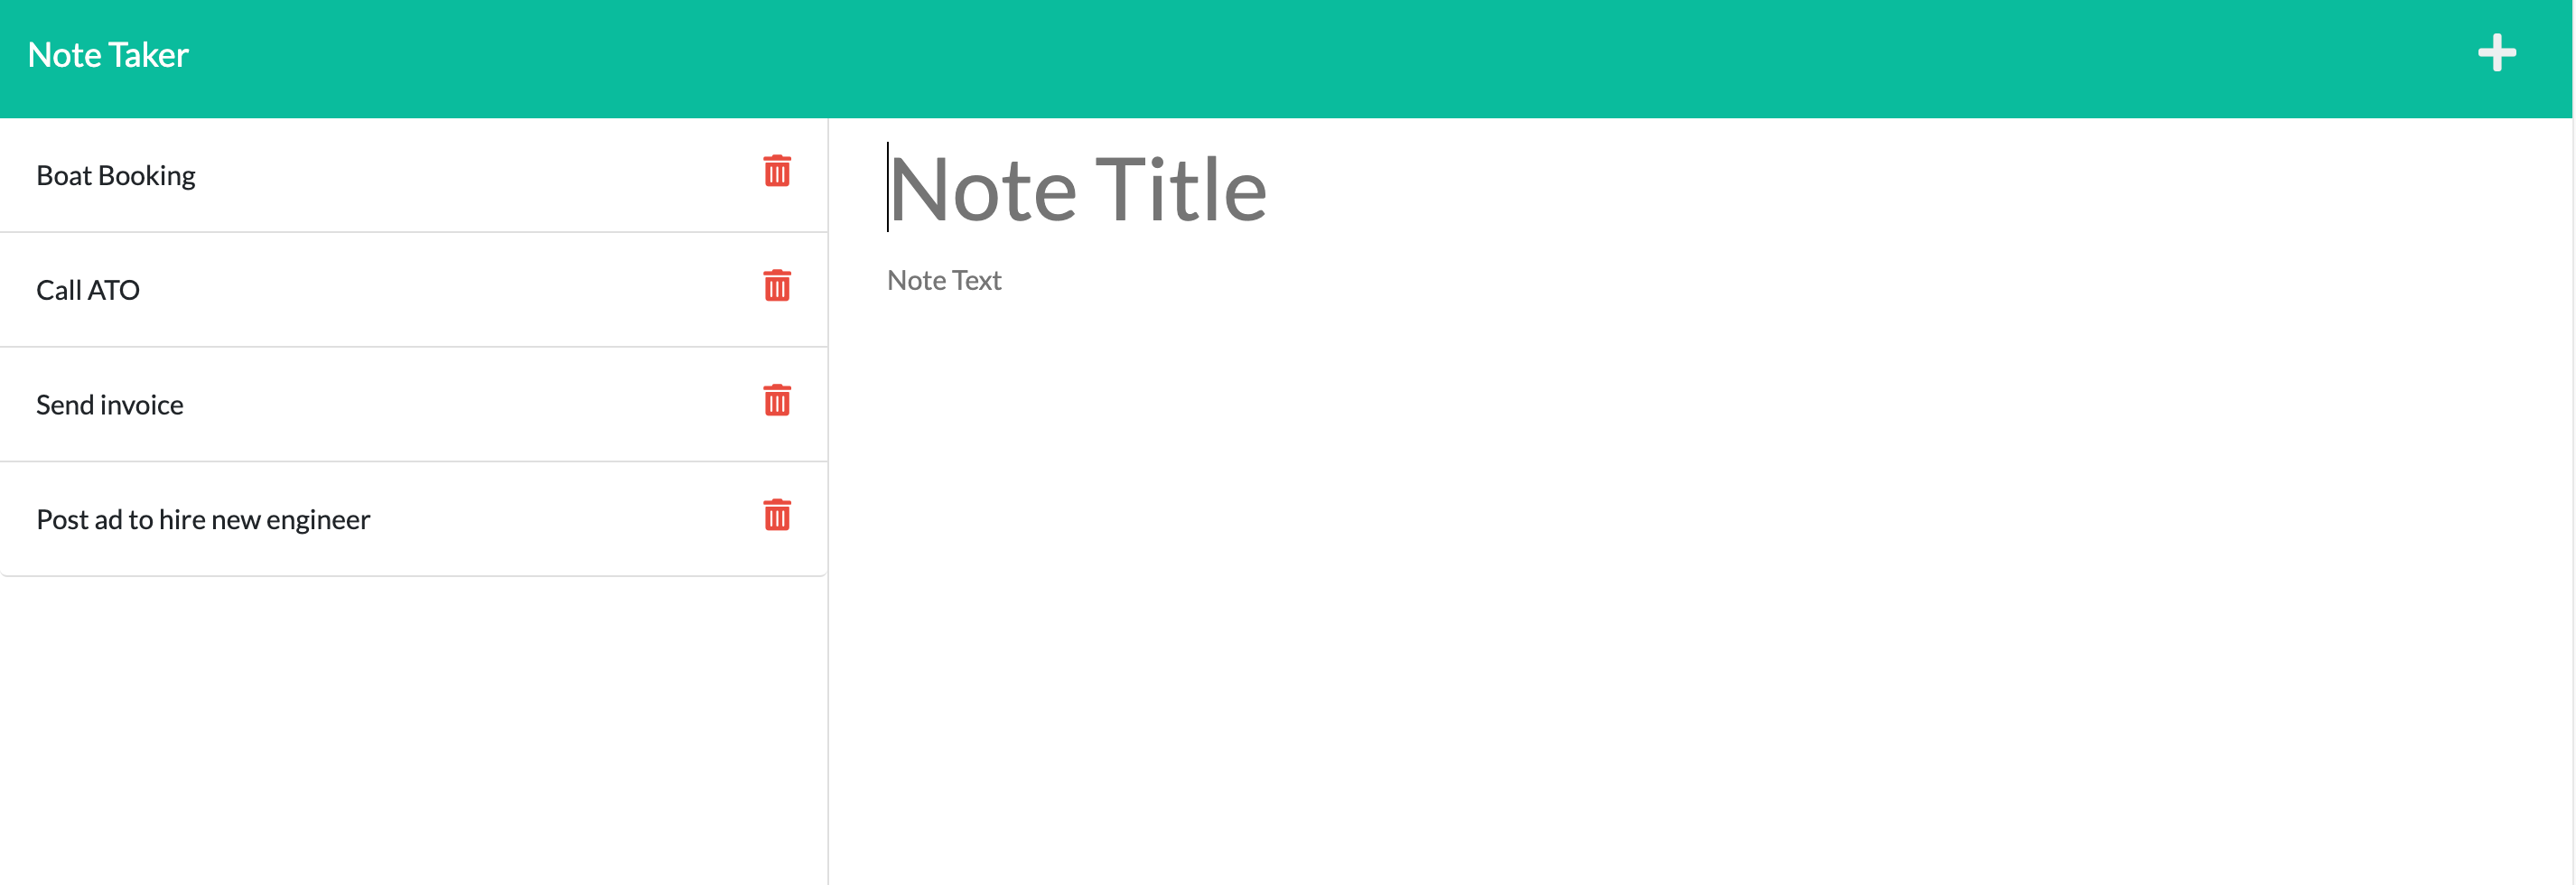 Note Taker
Boat Booking
Call ATO
Send invoice
Post ad to hire new engineer
Note Title
Note Text